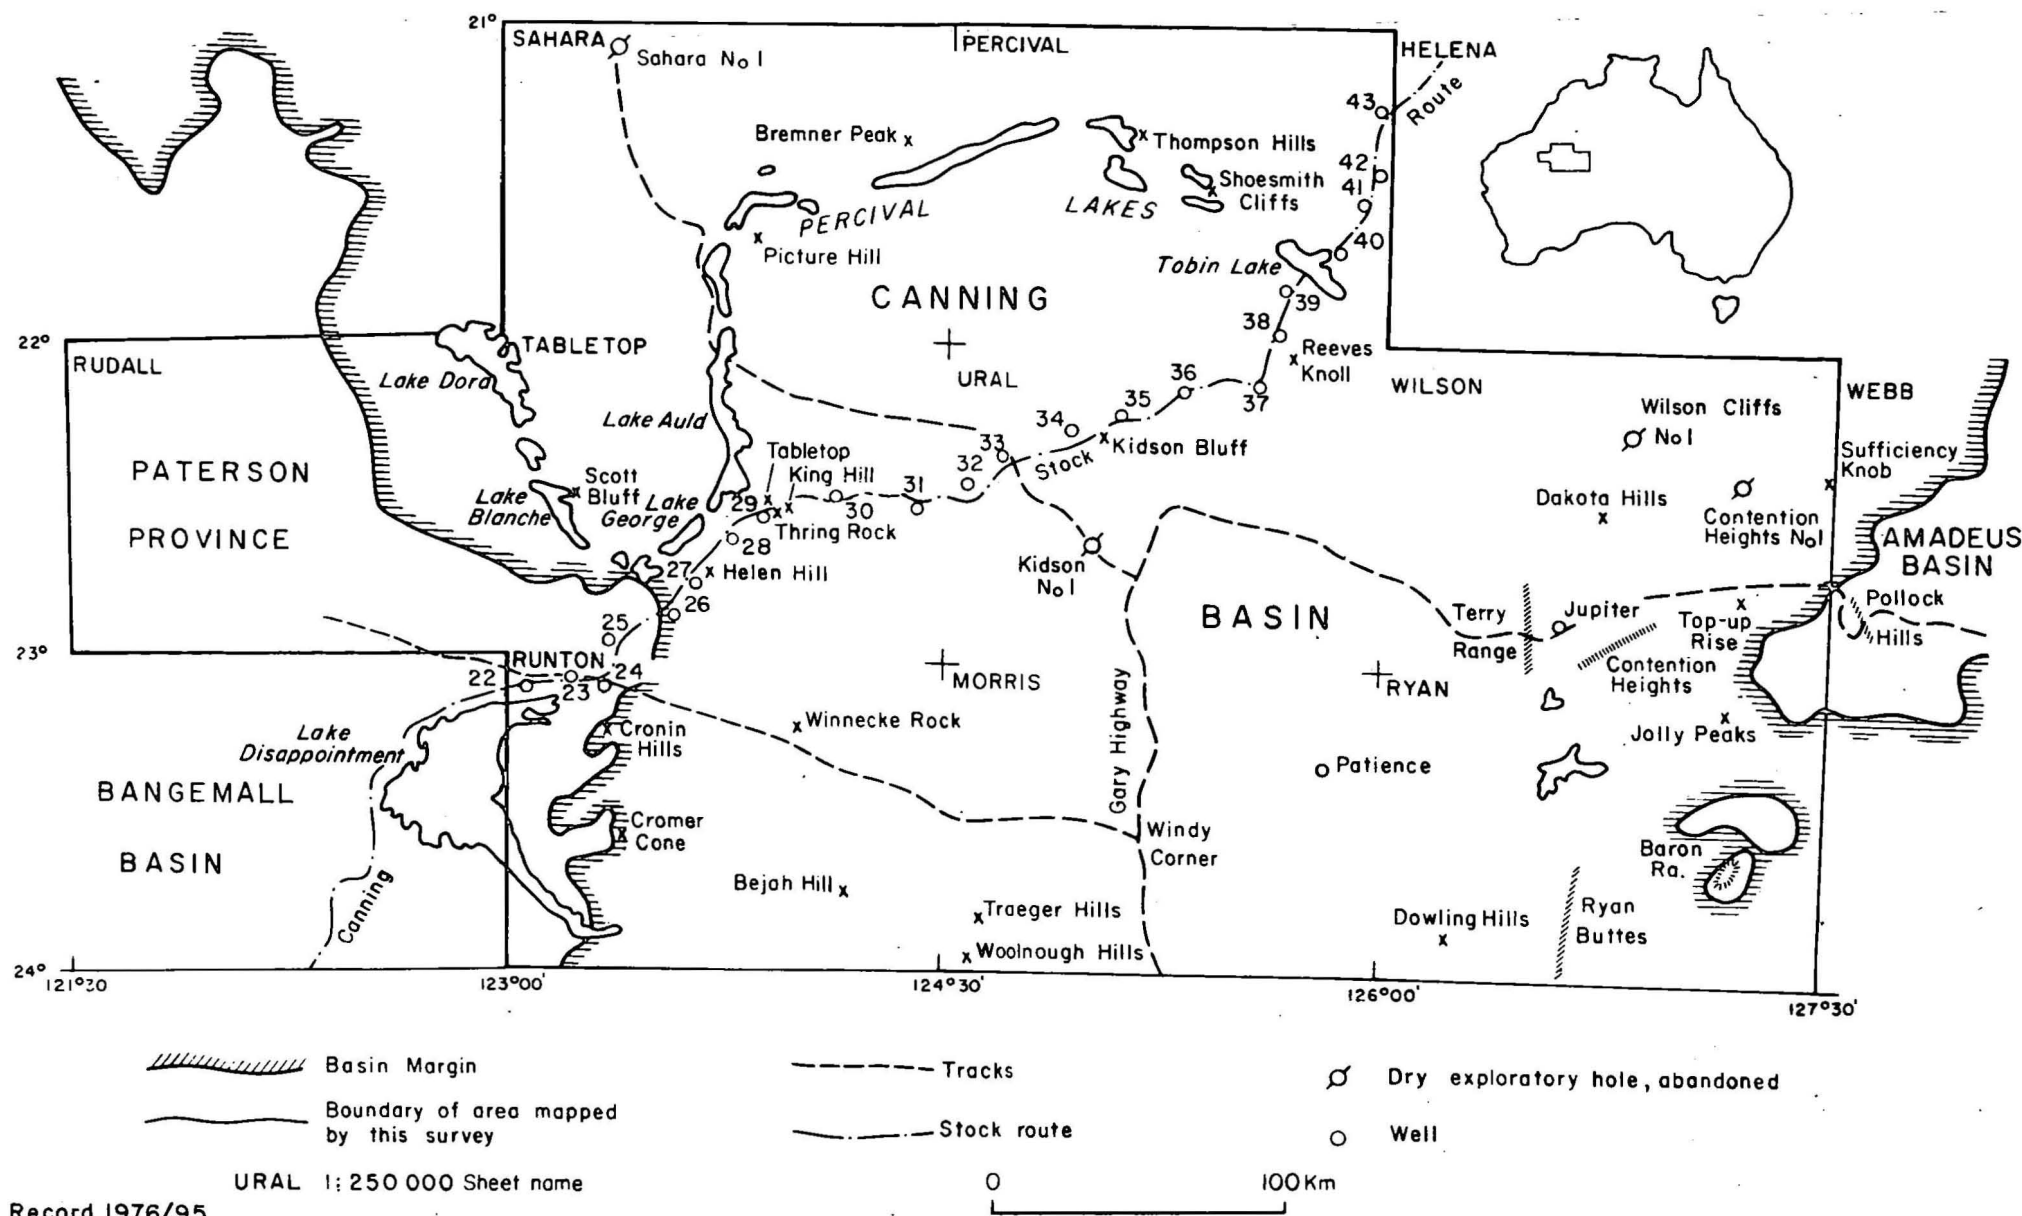 21°
SAHARA
Sahara No 1
PERCIVAL
HELENA
Route
43
Bremner Peak
Thompson Hills
42
41
Shoesmith
Cliffs
PERCIVAL
LAKES
40
Picture Hill
Tobin Lake
CANNING
39
38
22°
TABLETOP
RUDALL
Reeves
Knoll
Lake Dora
URAL
36
WILSON
WEBB
35
37
Wilson Cliffs
No 1
Lake Auld
34
33
Kidson Bluff
Stock
Sufficiency
Knob
PATERSON
PROVINCE
Tabletop
King Hill
Scott
Bluff
Lake
Blanche
Lake
George
29
30
31
32
Thring Rock
28
Dakota Hills
Contention
Heights No1
AMADEUS
BASIN
27
Helen Hill
Kidson
No 1
26
25
BASIN
Terry
Range
Jupiter
Top-up
Rise
Pollock
Hills
23°
RUNTON
24
22
23
MORRIS
RYAN
Contention
Heights
Lake
Disappointment
Cronin
Hills
Winnecke Rock
Gary Highway
Jolly Peaks
Patience
BANGEMALL
BASIN
Cromer
Cone
Windy
Corner
Baron
Ra.
Bejah Hill
Canning
Traeger Hills
Dowling Hills
Ryan
Buttes
Woolnough Hills
24°
121°30
123°00'
124°30'
126°00'
127°30'
Basin Margin
Tracks
Dry exploratory hole, abandoned
Boundary of area mapped
by this survey
Stock route
Well
URAL 1:250 000 Sheet name
0 100 Km
Record 1976/95